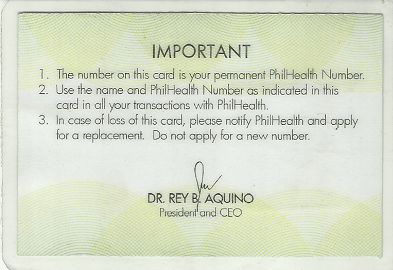 IMPORTANT
1. The number on this card is your permanent PhilHealth Number.
2. Use the name and PhilHealth Number as indicated in this
card in all your transactions with PhilHealth.
3. In case of loss of this card, please notify PhilHealth and apply
for a replacement. Do not apply for a new number.
DR. REY B. AQUINO
President and CEO